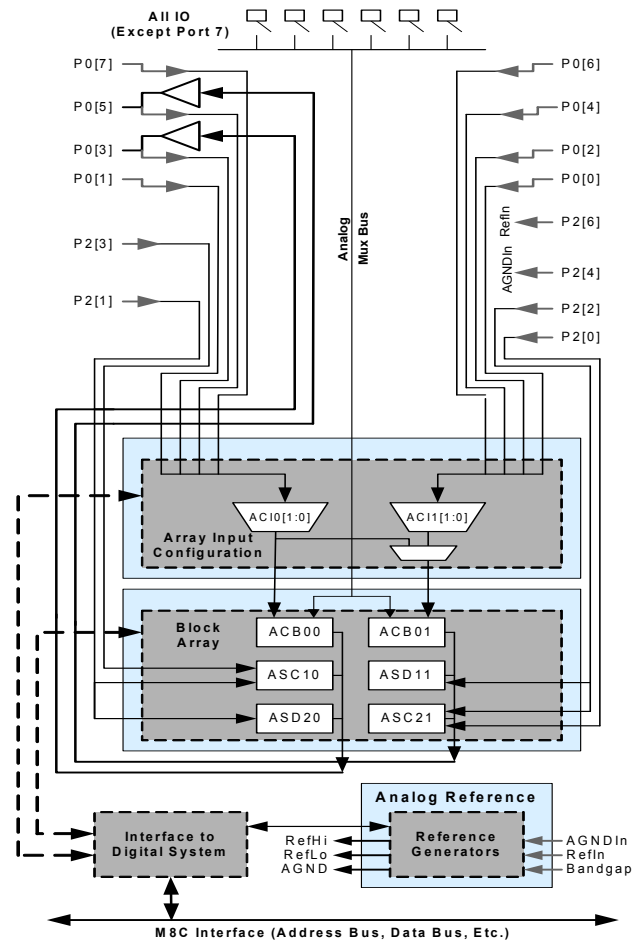 All IO
(Except Port 7)
P0[7]
P0[5]
P0[3]
P0[1]
P2[3]
P2[1]
P0[6]
P0[4]
P0[2]
P0[0]
P2[6]
P2[4]
P2[2]
P2[0]
AGNDIn RefIn
Analog
Mux Bus
ACI0[1:0]
ACI1[1:0]
Array Input
Configuration
Block
Array
ACB00
ACB01
ASC10
ASD11
ASD20
ASC21
Analog Reference
Interface to
Digital System
RefHi
RefLo
AGND
Reference
Generators
AGNDIn
RefIn
Bandgap
M8C Interface (Address Bus, Data Bus, Etc.)